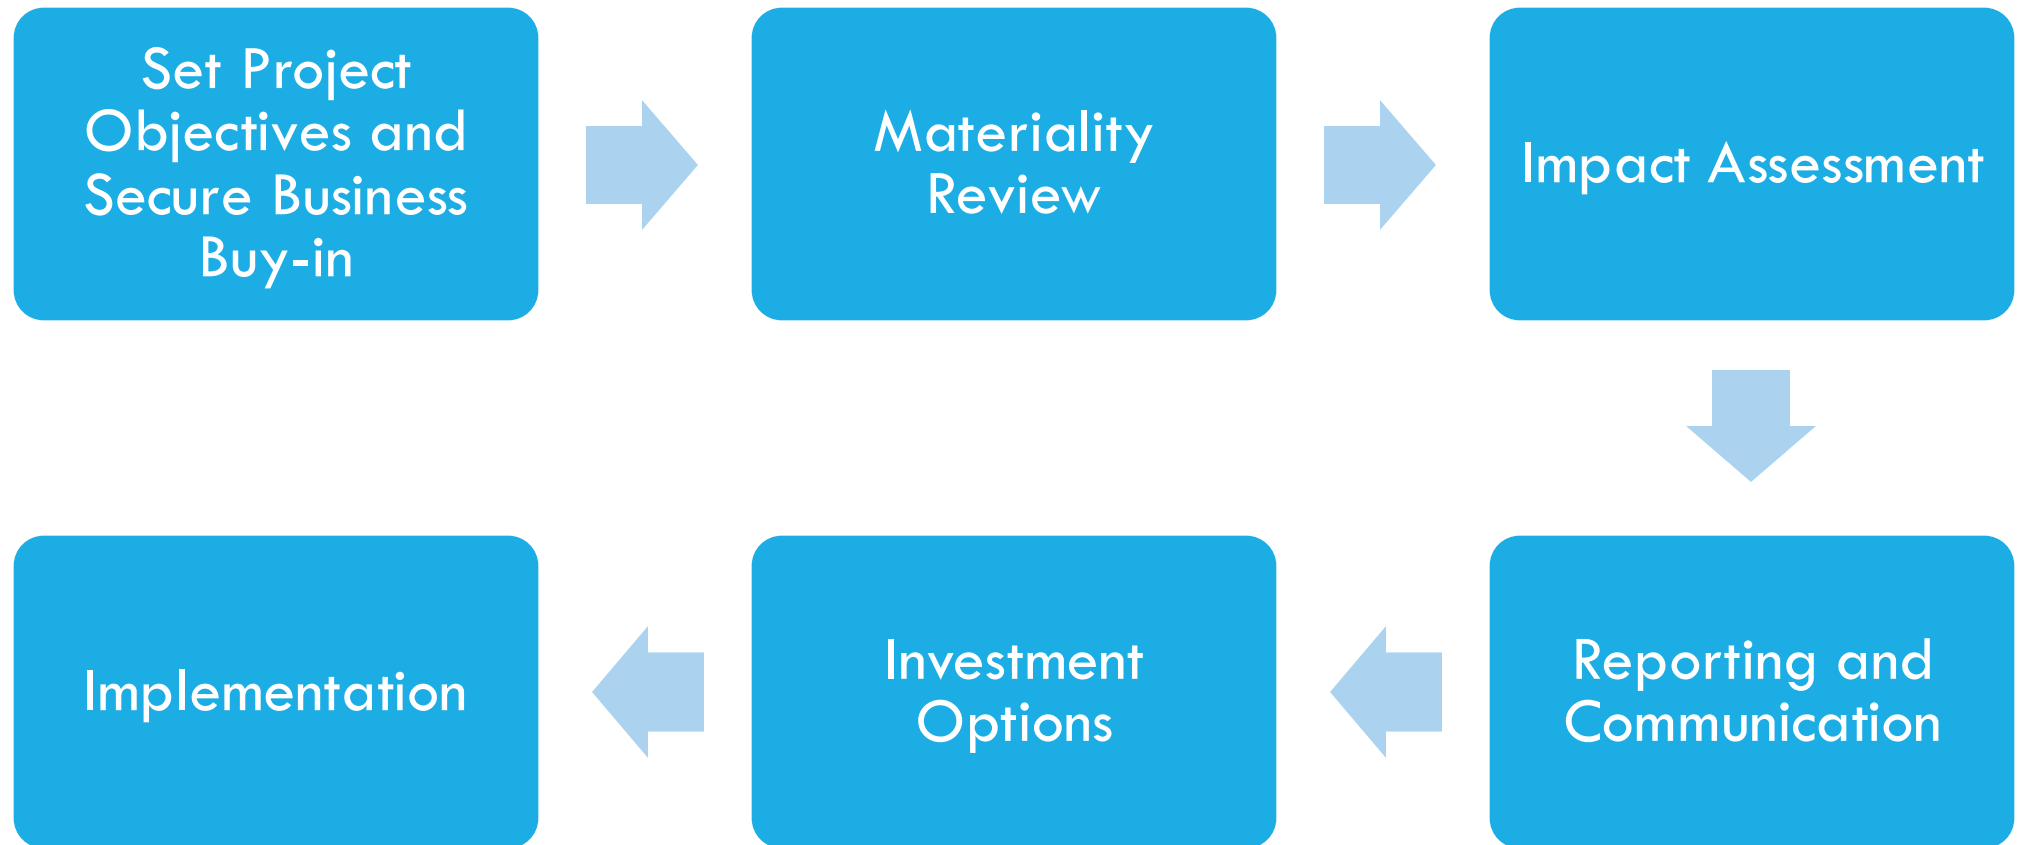 Set Project
Objectives and
Secure Business
Buy-in
Materiality
Review
Impact Assessment
Reporting and
Communication
Investment
Options
Implementation